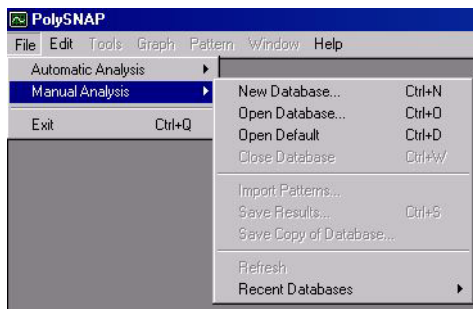 PolySNAP
File Edit Tools Graph Pattern Window Help
Automatic Analysis
Manual Analysis
Exit Ctrl+Q
New Database... Ctrl+N
Open Database... Ctrl+O
Open Default Ctrl+D
Close Database Ctrl+W
Import Patterns...
Save Results... Ctrl+S
Save Copy of Database...
Refresh
Recent Databases